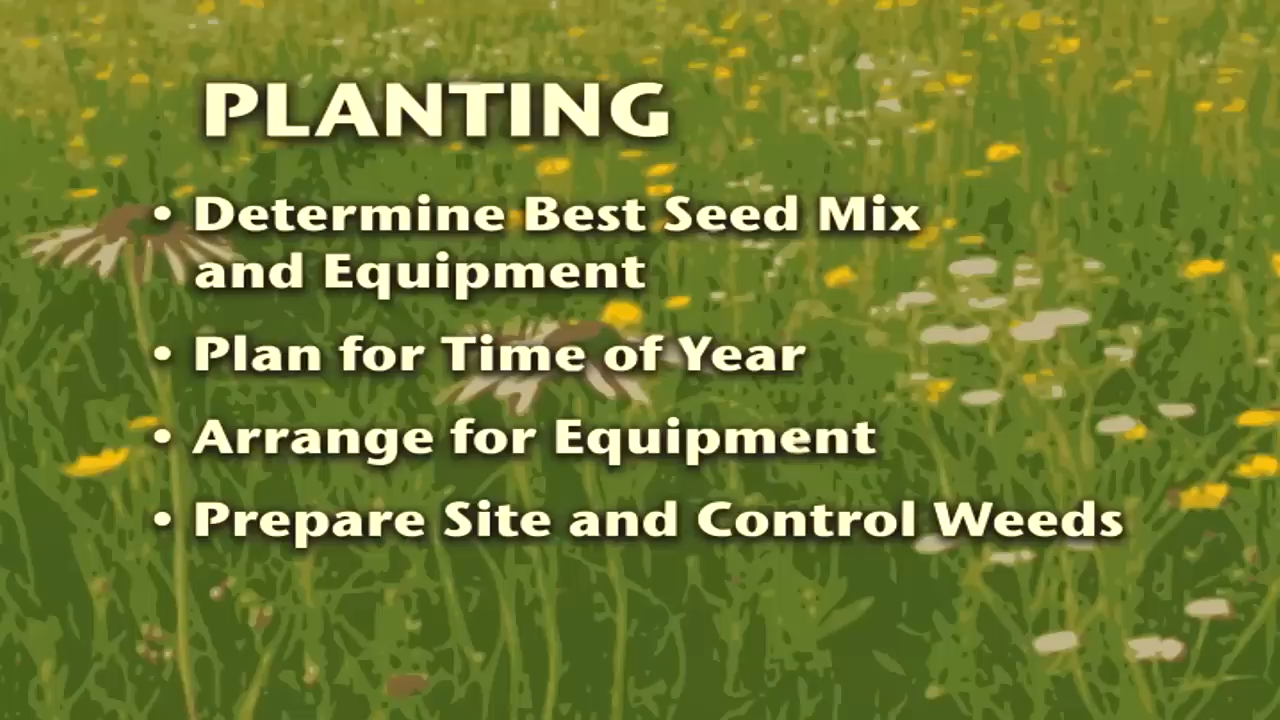 PLANTING
• Determine Best Seed Mix
and Equipment
• Plan for Time of Year
• Arrange for Equipment
• Prepare Site and Control Weeds